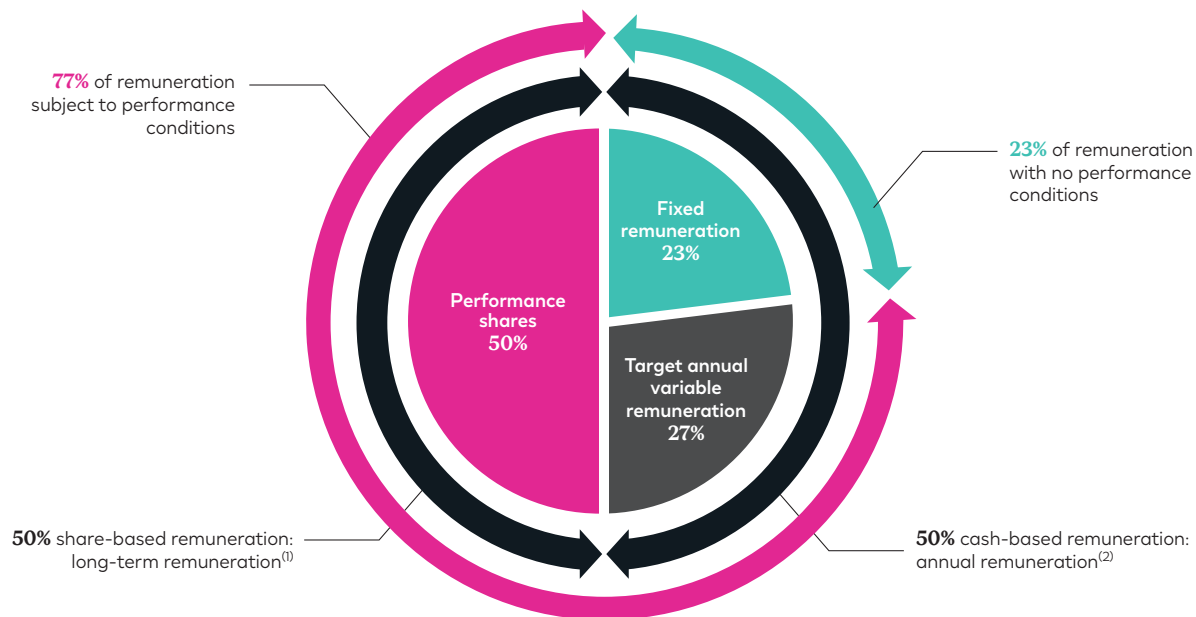 77% of remuneration
subject to performance
conditions
23% of remuneration
with no performance
conditions
Fixed
remuneration
23%
Performance
shares
50%
Target annual
variable
remuneration
27%
50% share-based remuneration:
long-term remuneration(1)
50% cash-based remuneration:
annual remuneration(2)